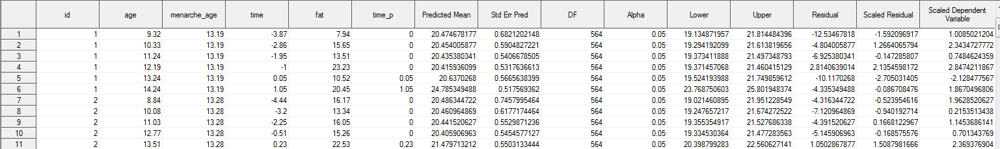 id age menarche_age time fat time_p Predicted Mean Std Err Pred DF Alpha Lower Upper Residual Scaled Residual Scaled Dependent Variable
1 1 9.32 13.19 -3.87 7.94 0 20.474678177 0.6821202148 564 0.05 19.134871957 21.814484396 -12.53467818 -1.592096917 1.0085021204
2 1 10.33 13.19 -2.86 15.65 0 20.454005877 0.5904827221 564 0.05 19.294192099 21.613819656 -4.804005877 1.2664065794 2.3434727772
3 1 11.24 13.19 -1.95 13.51 0 20.435380341 0.5406678505 564 0.05 19.373411888 21.497348793 -6.925380341 -0.147285807 0.7484624359
4 1 12.19 13.19 -1 23.23 0 20.415936099 0.5317636613 564 0.05 19.371457068 21.460415129 2.8140639014 2.1354598172 2.8474211867
5 1 13.24 13.19 0.05 10.52 0.05 20.6370268 0.5665638399 564 0.05 19.524193988 21.749859612 -10.1170268 -2.705031405 -2.128477567
6 1 14.24 13.19 1.05 20.45 1.05 24.785349488 0.517569362 564 0.05 23.768750603 25.801948374 -4.335349488 -0.086708476 1.8670496806
7 2 8.84 13.28 -4.44 16.17 0 20.486344722 0.7457995464 564 0.05 19.021460895 21.951228549 -4.316344722 -0.523954616 1.9628520627
8 2 10.08 13.28 -3.2 13.34 0 20.460964869 0.6177174464 564 0.05 19.247657217 21.674272522 -7.120964869 -0.940192714 0.2153513438
9 2 11.03 13.28 -2.25 16.05 0 20.441520627 0.5529871236 564 0.05 19.355354917 21.527686338 -4.391520627 0.1668122967 1.1453686141
10 2 12.77 13.28 -0.51 15.26 0 20.405906963 0.5454577127 564 0.05 19.334530364 21.477283563 -5.145906963 -0.168575576 0.701343769
11 2 13.51 13.28 0.23 22.53 0.23 21.479713212 0.5503133444 564 0.05 20.398799283 22.560627141 1.0502867877 1.5087981666 2.369376904